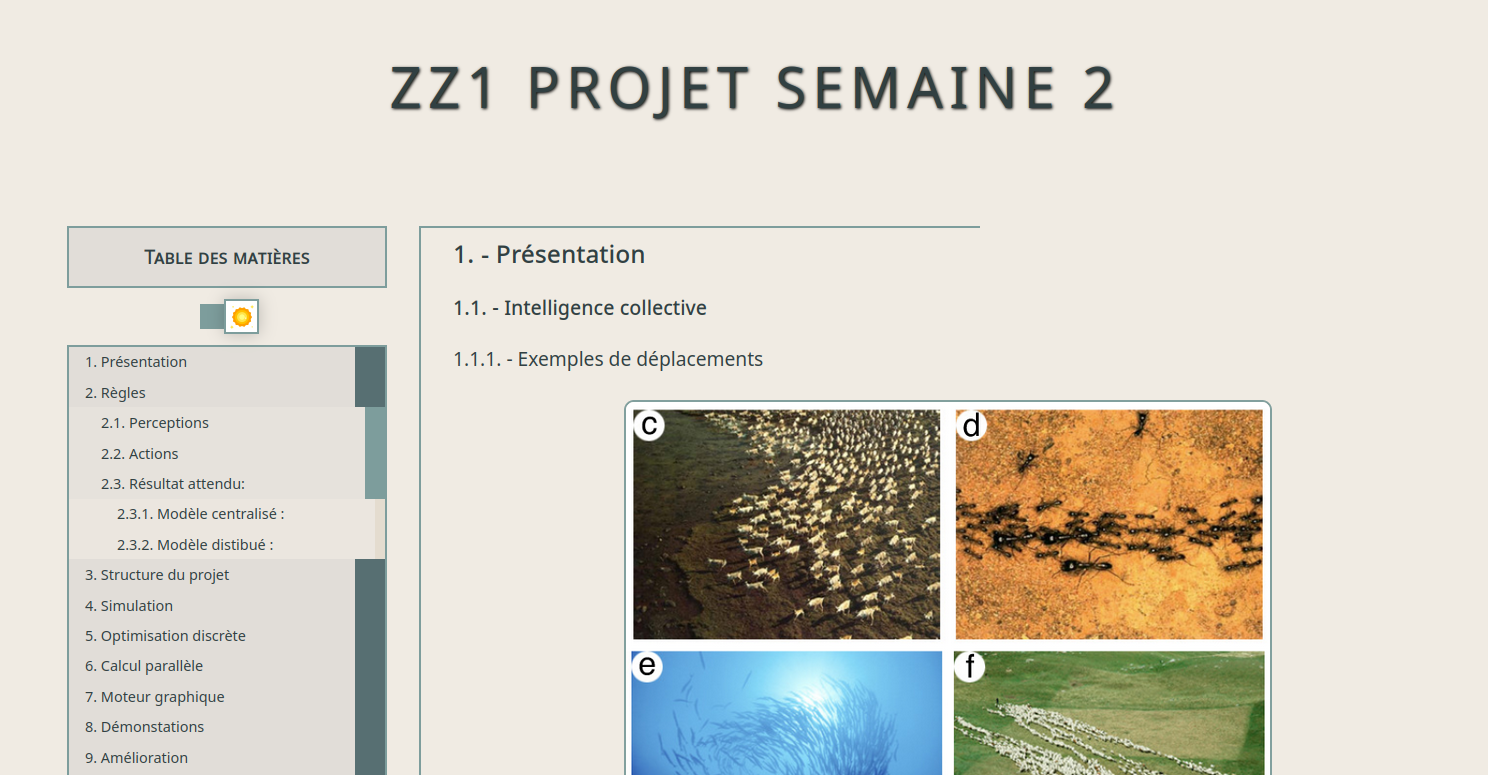 ZZ1 PROJET SEMAINE 2
TABLE DES MATIÈRES
1. Présentation
2. Règles
2.1. Perceptions
2.2. Actions
2.3. Résultat attendu:
2.3.1. Modèle centralisé :
2.3.2. Modèle distibué :
3. Structure du projet
4. Simulation
5. Optimisation discrète
6. Calcul parallèle
7. Moteur graphique
8. Démonstations
9. Amélioration
1. - Présentation
1.1. - Intelligence collective
1.1.1. - Exemples de déplacements
c
d
e
f